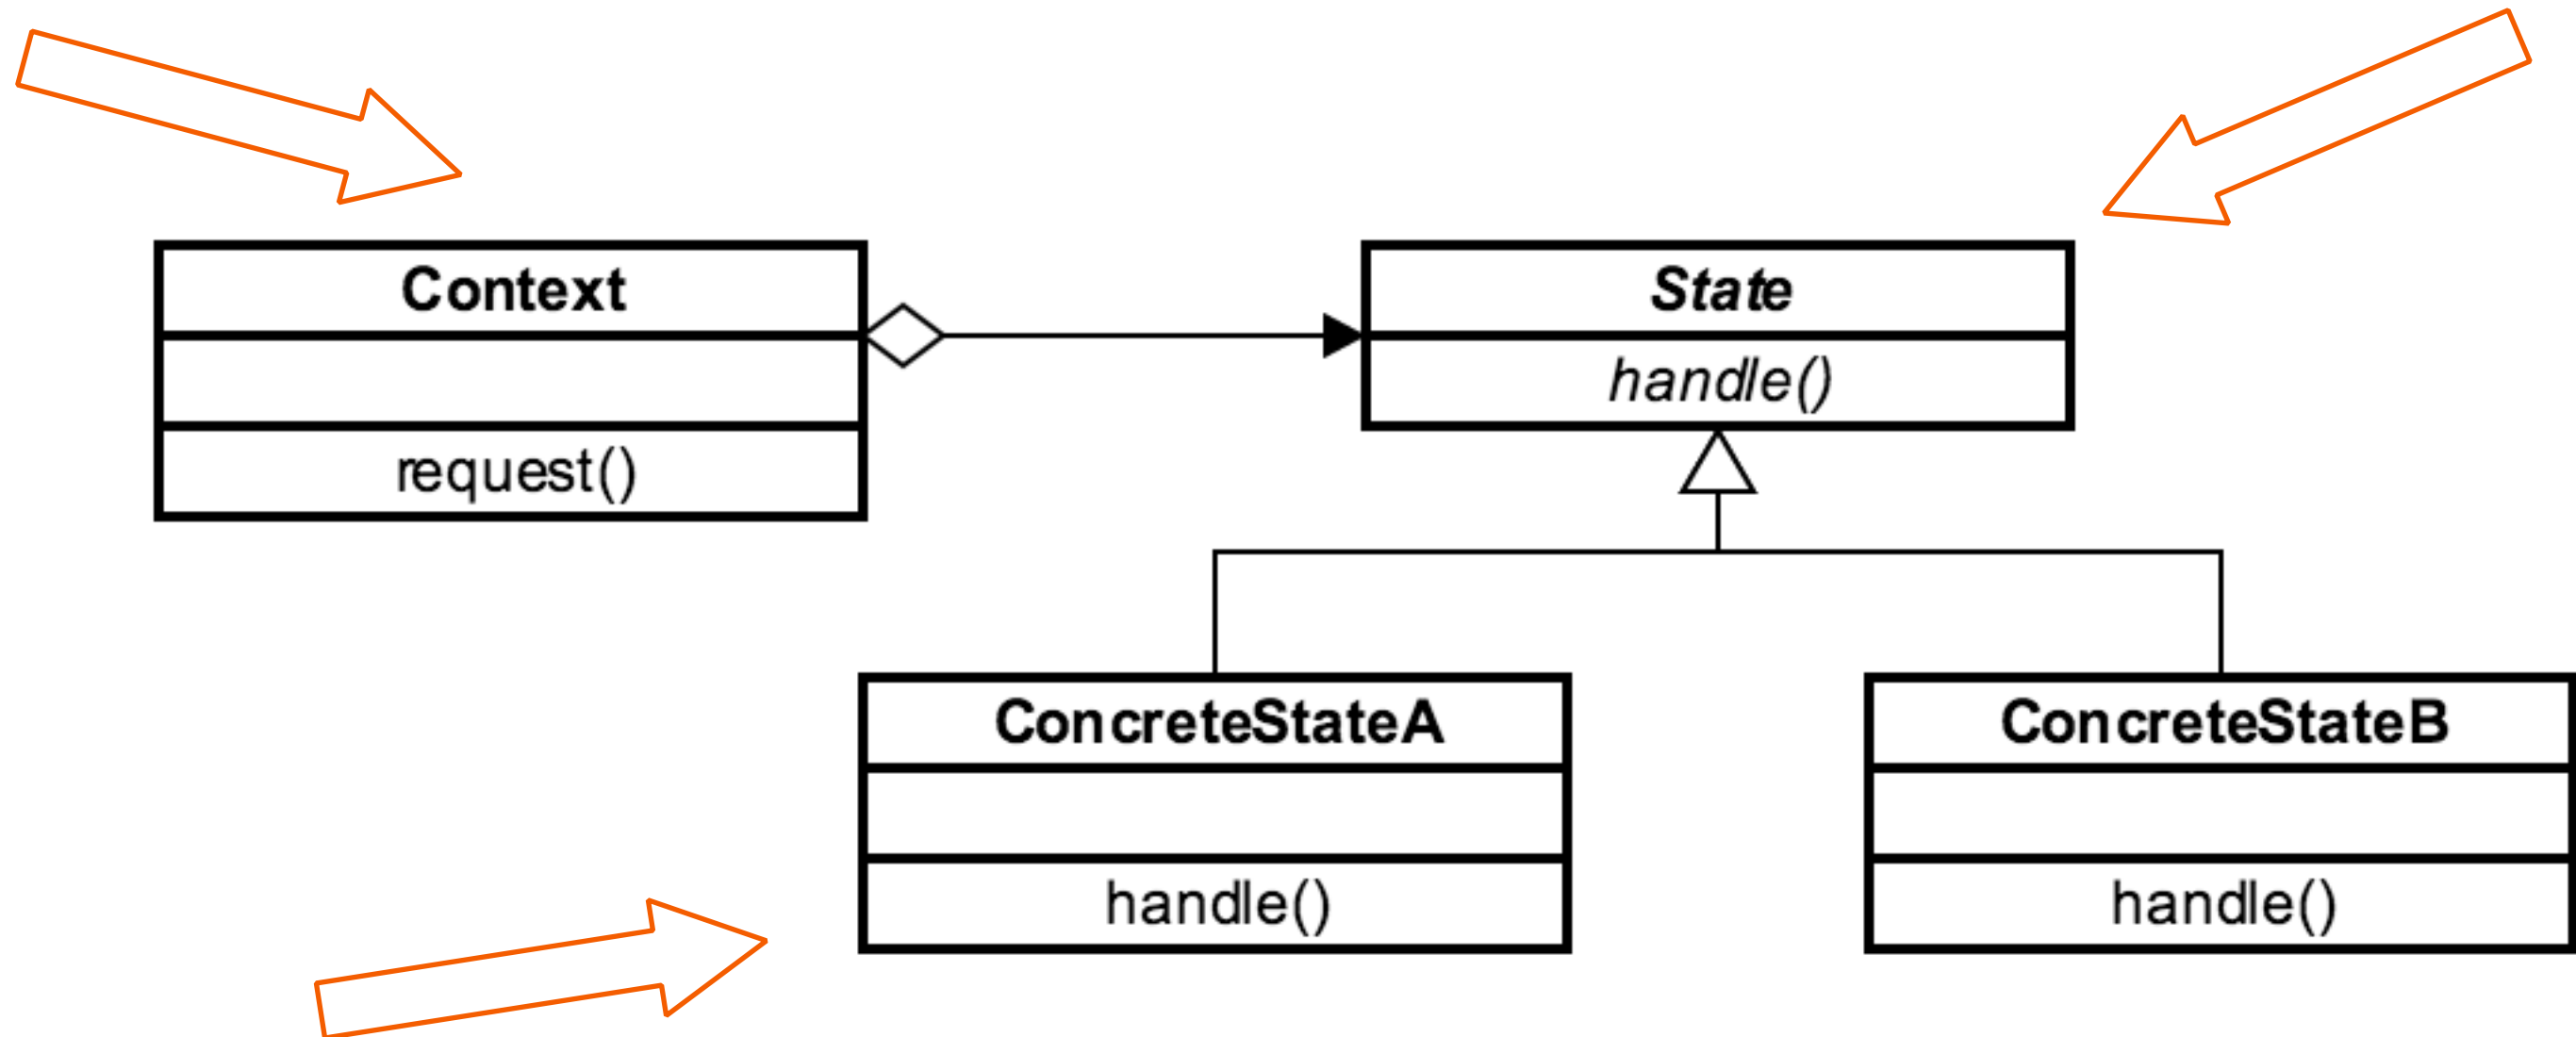 Context
request()
State
handle()
ConcreteStateA
handle()
ConcreteStateB
handle()